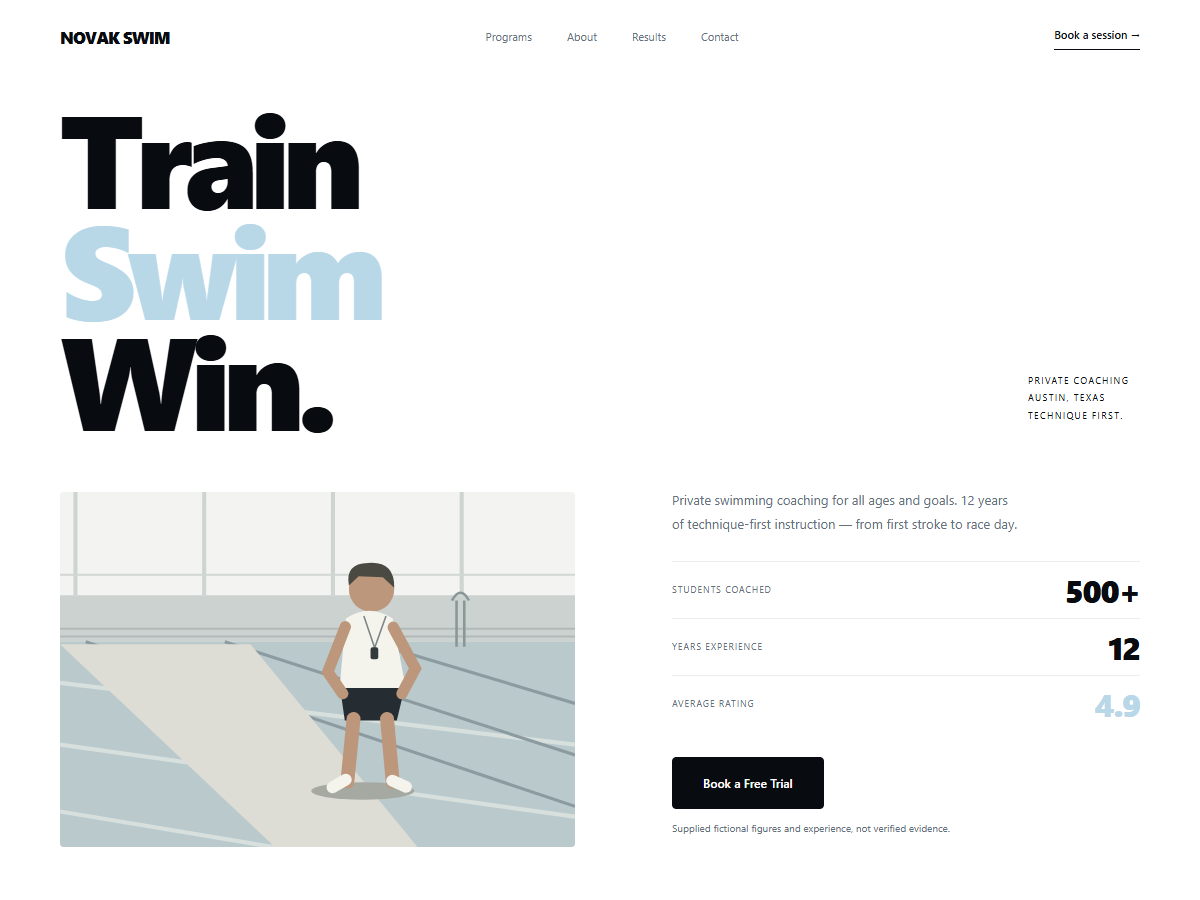 NOVAK SWIM
Programs
About
Results
Contact
Book a session →
Train
Swim
Win.
PRIVATE COACHING
AUSTIN, TEXAS
TECHNIQUE FIRST.
Private swimming coaching for all ages and goals. 12 years
of technique-first instruction — from first stroke to race day.
STUDENTS COACHED
500+
YEARS EXPERIENCE
12
AVERAGE RATING
4.9
Book a Free Trial
Supplied fictional figures and experience, not verified evidence.